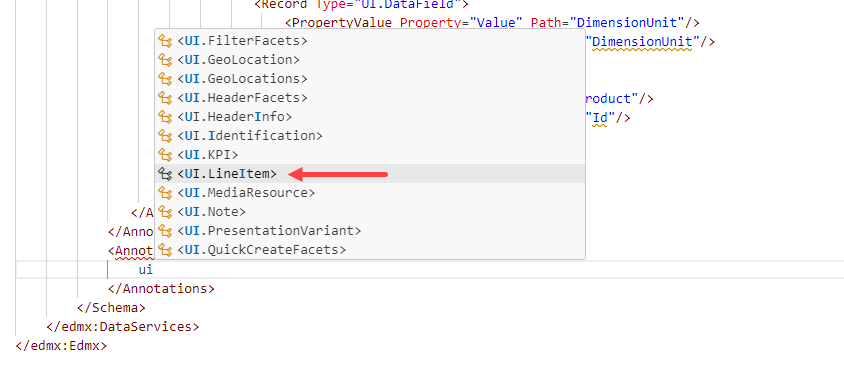 <Record Type="UI.DataField">
<PropertyValue Property="Value" Path="DimensionUnit"/>
<UI.FilterFacets> "DimensionUnit"/>
<UI.GeoLocation>
<UI.GeoLocations>
<UI.HeaderFacets> roduct"/>
<UI.HeaderInfo> "Id"/>
<UI.Identification>
<UI.KPI>
<UI.LineItem>
<UI.MediaResource>
</A <UI.Note>
</Anno <UI.PresentationVariant>
<Annot <UI.QuickCreateFacets>
ui
</Annotations>
</Schema>
</edmx:DataServices>
</edmx:Edmx>